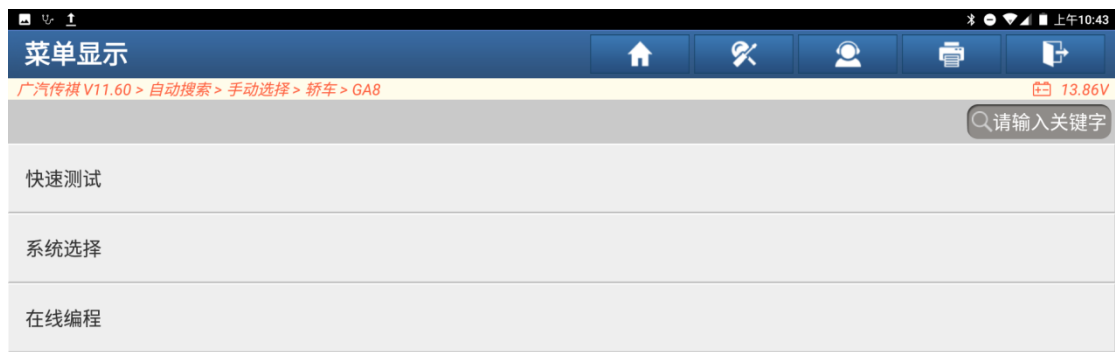 上午10:43
菜单显示
广汽传祺 V11.60 > 自动搜索 > 手动选择 > 轿车 > GA8 13.86V
请输入关键字
快速测试
系统选择
在线编程